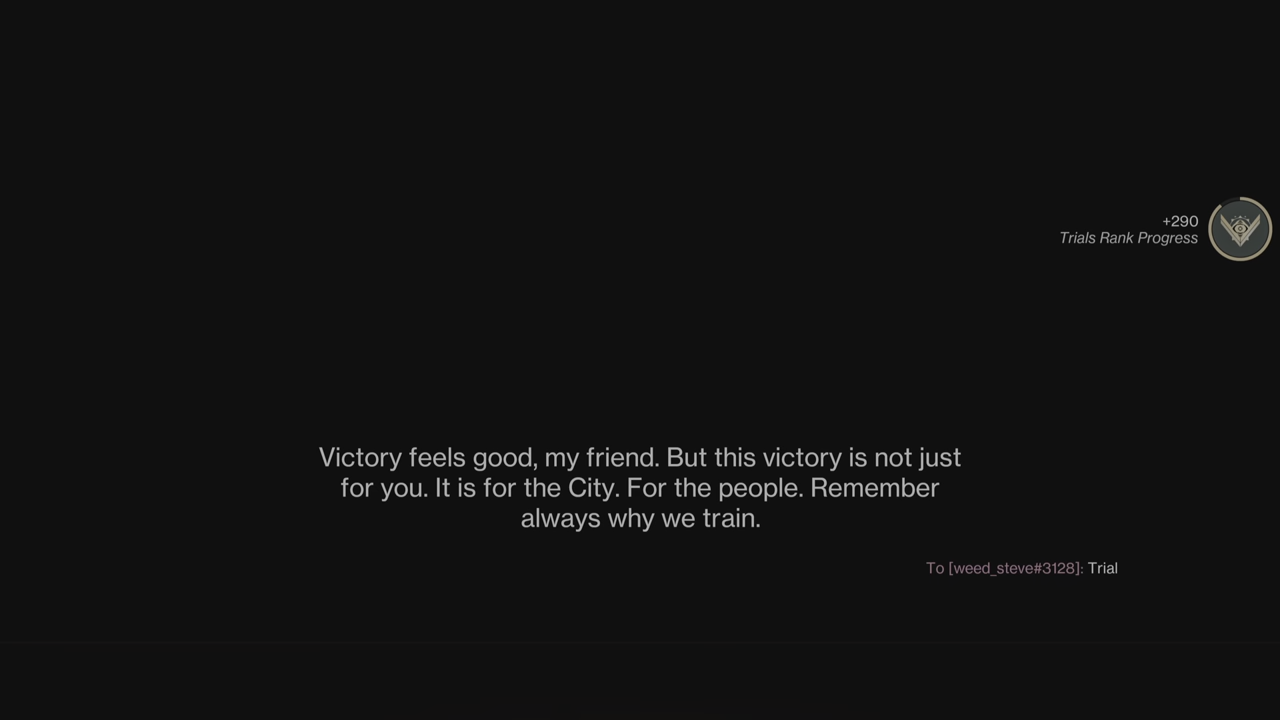 +290
Trials Rank Progress
Victory feels good, my friend. But this victory is not just
for you. It is for the City. For the people. Remember
always why we train.
To [weed_steve#3128]: Trial